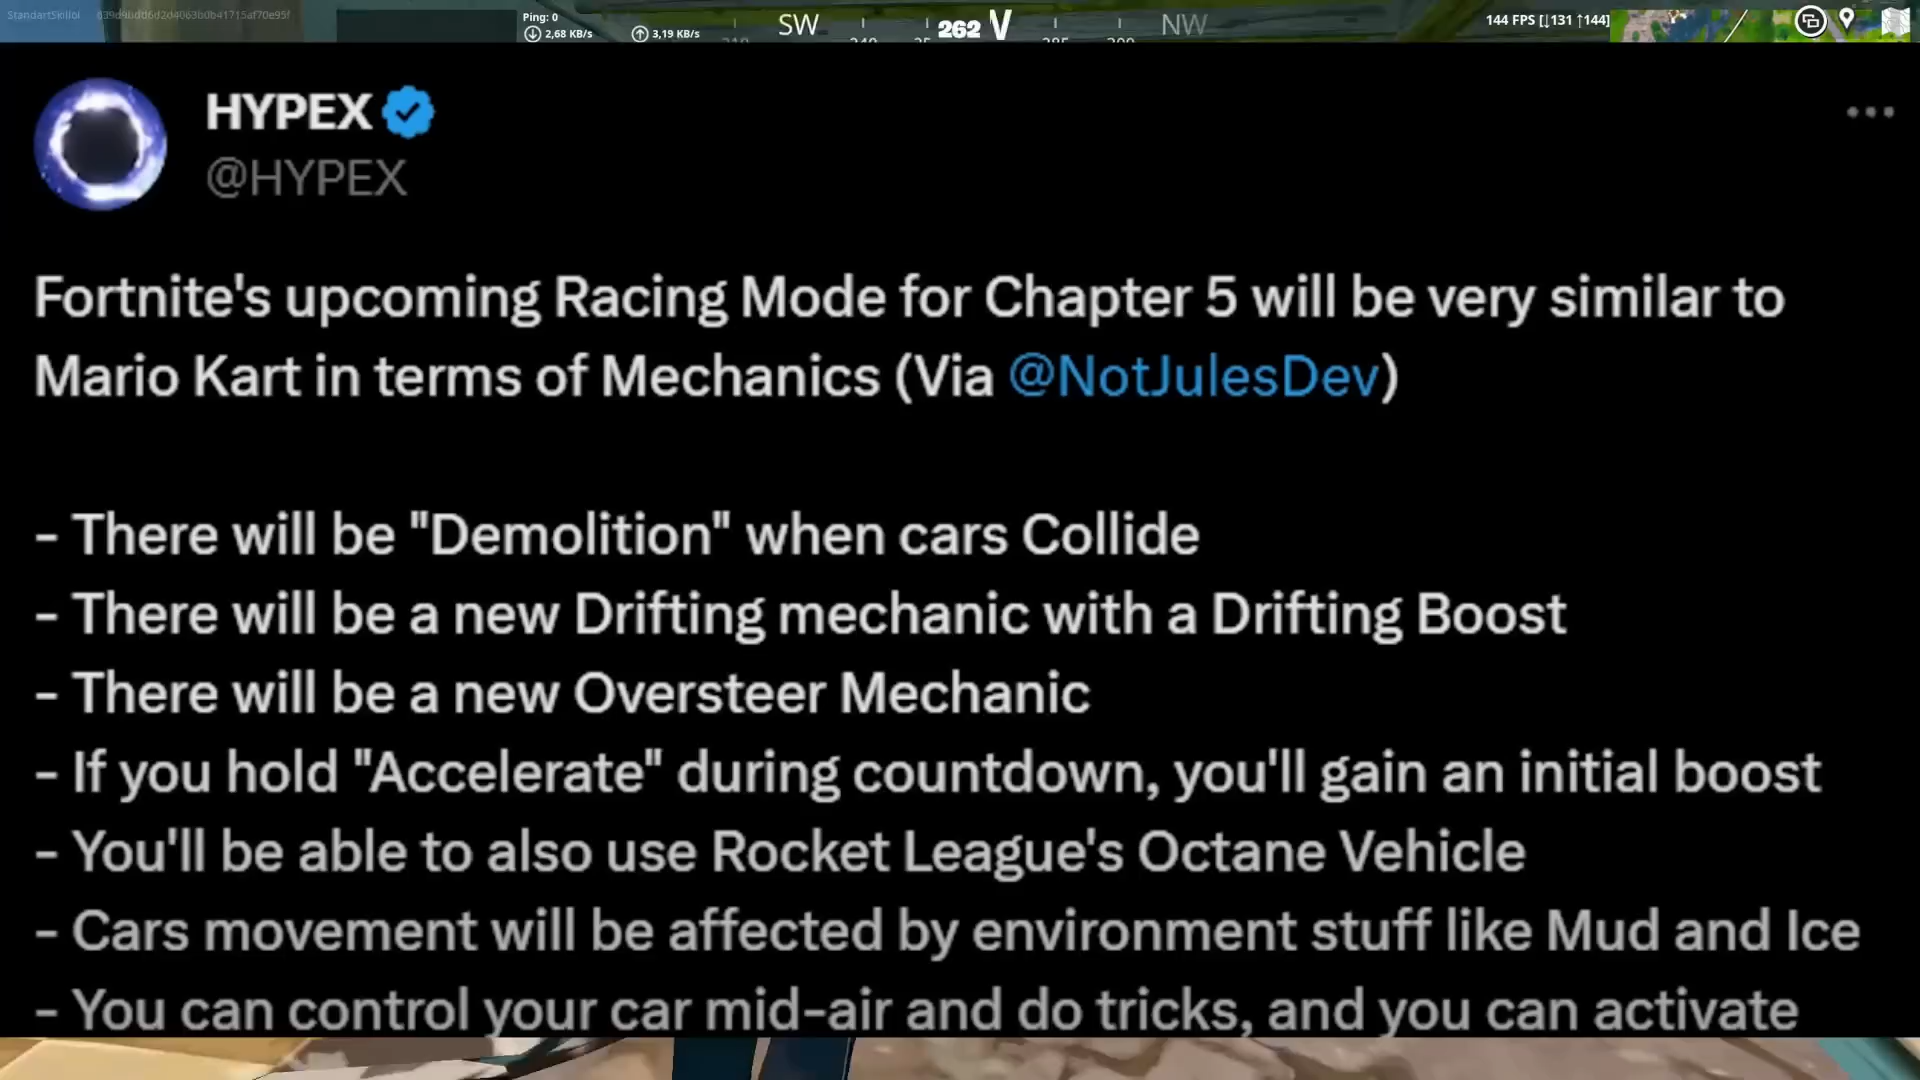 Ping: 0
2,68 KB/s 3,19 KB/s
SW 262 NW
144 FPS [↓131 ↑144]
HYPEX
@HYPEX
Fortnite's upcoming Racing Mode for Chapter 5 will be very similar to
Mario Kart in terms of Mechanics (Via @NotJulesDev)
- There will be "Demolition" when cars Collide
- There will be a new Drifting mechanic with a Drifting Boost
- There will be a new Oversteer Mechanic
- If you hold "Accelerate" during countdown, you'll gain an initial boost
- You'll be able to also use Rocket League's Octane Vehicle
- Cars movement will be affected by environment stuff like Mud and Ice
- You can control your car mid-air and do tricks, and you can activate